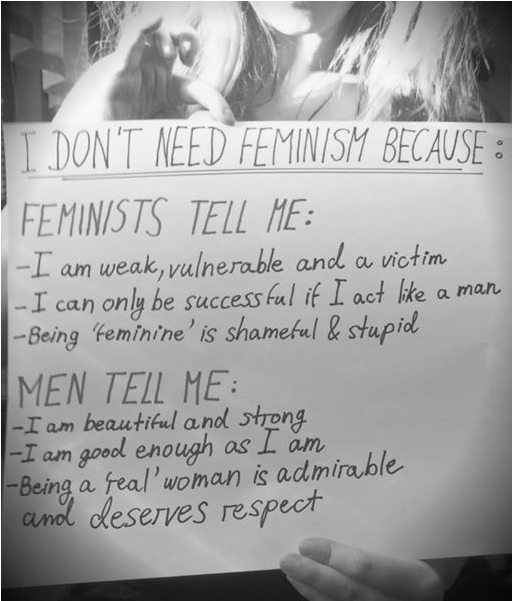 I DON'T NEED FEMINISM BECAUSE:
FEMINISTS TELL ME:
-I am weak, vulnerable and a victim
-I can only be successful if I act like a man
-Being 'feminine' is shameful & stupid
MEN TELL ME:
-I am beautiful and strong
-I am good enough as I am
-Being a 'real' woman is admirable
and deserves respect